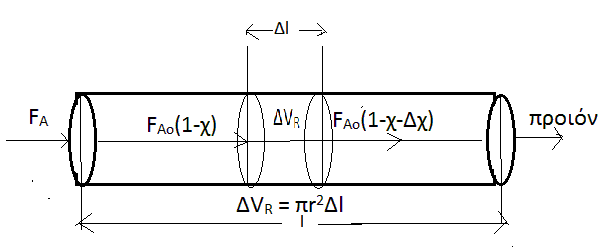 Δl
F_A
F_Ao(1-χ)
ΔV_R
F_Ao(1-χ-Δχ)
προιόν
ΔV_R = πr²Δl
l